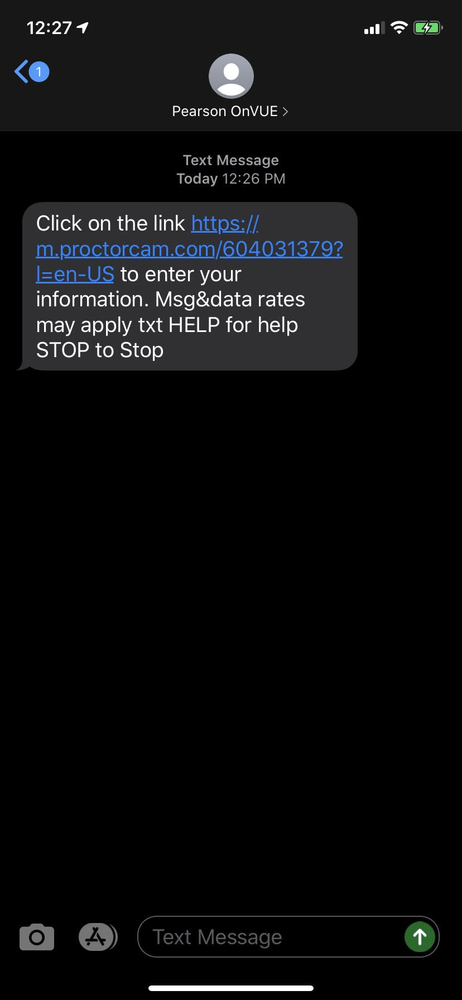 12:27
1
Pearson OnVUE
Text Message
Today 12:26 PM
Click on the link https://
m.proctorcam.com/604031379?
l=en-US to enter your
information. Msg&data rates
may apply txt HELP for help
STOP to Stop
Text Message